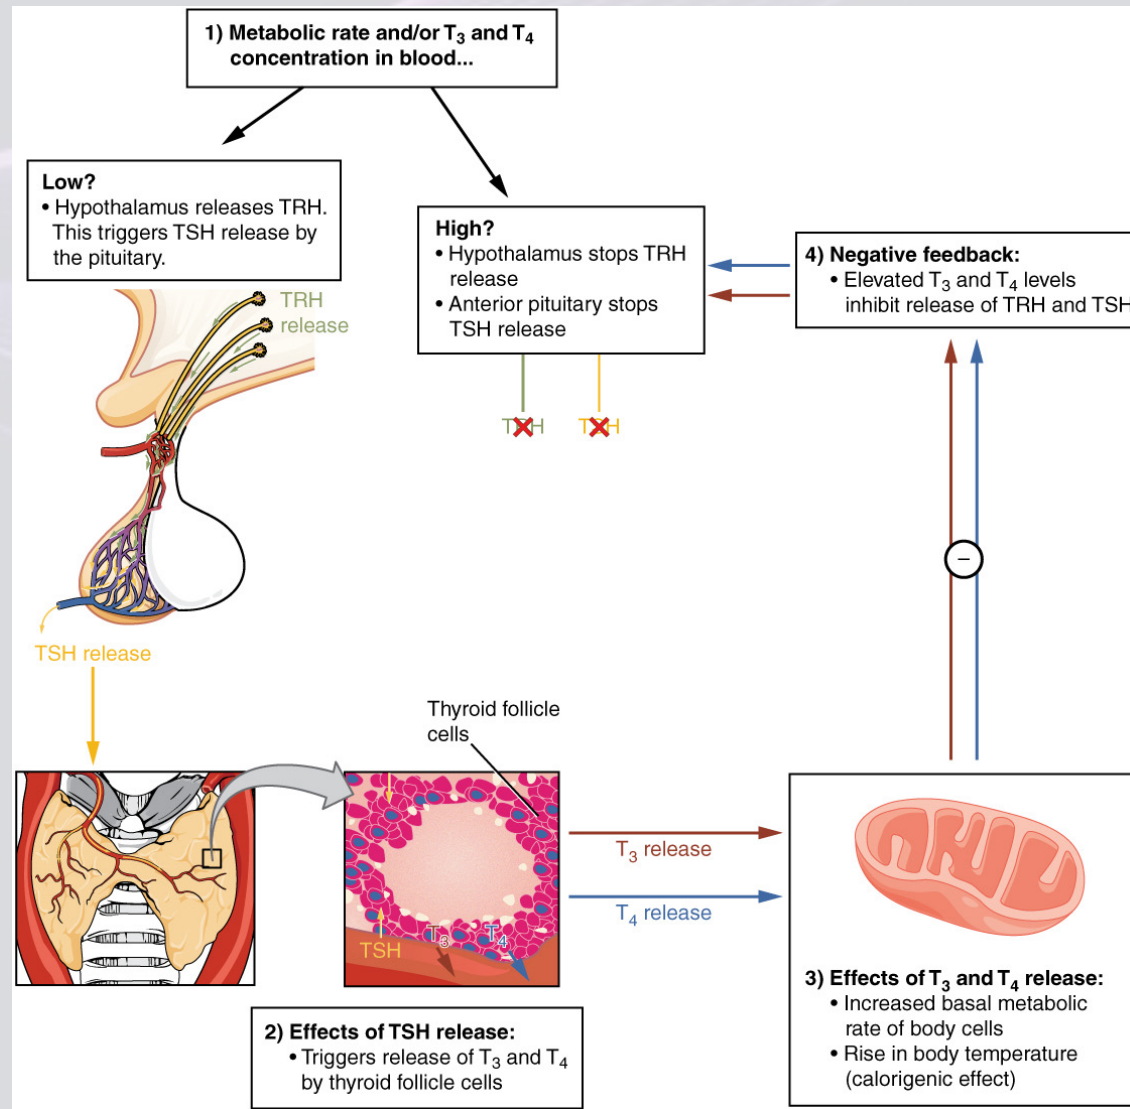 1) Metabolic rate and/or T₃ and T₄
concentration in blood...
Low?
• Hypothalamus releases TRH.
This triggers TSH release by
the pituitary.
High?
• Hypothalamus stops TRH
release
• Anterior pituitary stops
TSH release
4) Negative feedback:
• Elevated T₃ and T₄ levels
inhibit release of TRH and TSH
TRH
release
TSH release
–
Thyroid follicle
cells
T₃ release
T₄ release
TSH
T₃
T₄
2) Effects of TSH release:
• Triggers release of T₃ and T₄
by thyroid follicle cells
3) Effects of T₃ and T₄ release:
• Increased basal metabolic
rate of body cells
• Rise in body temperature
(calorigenic effect)